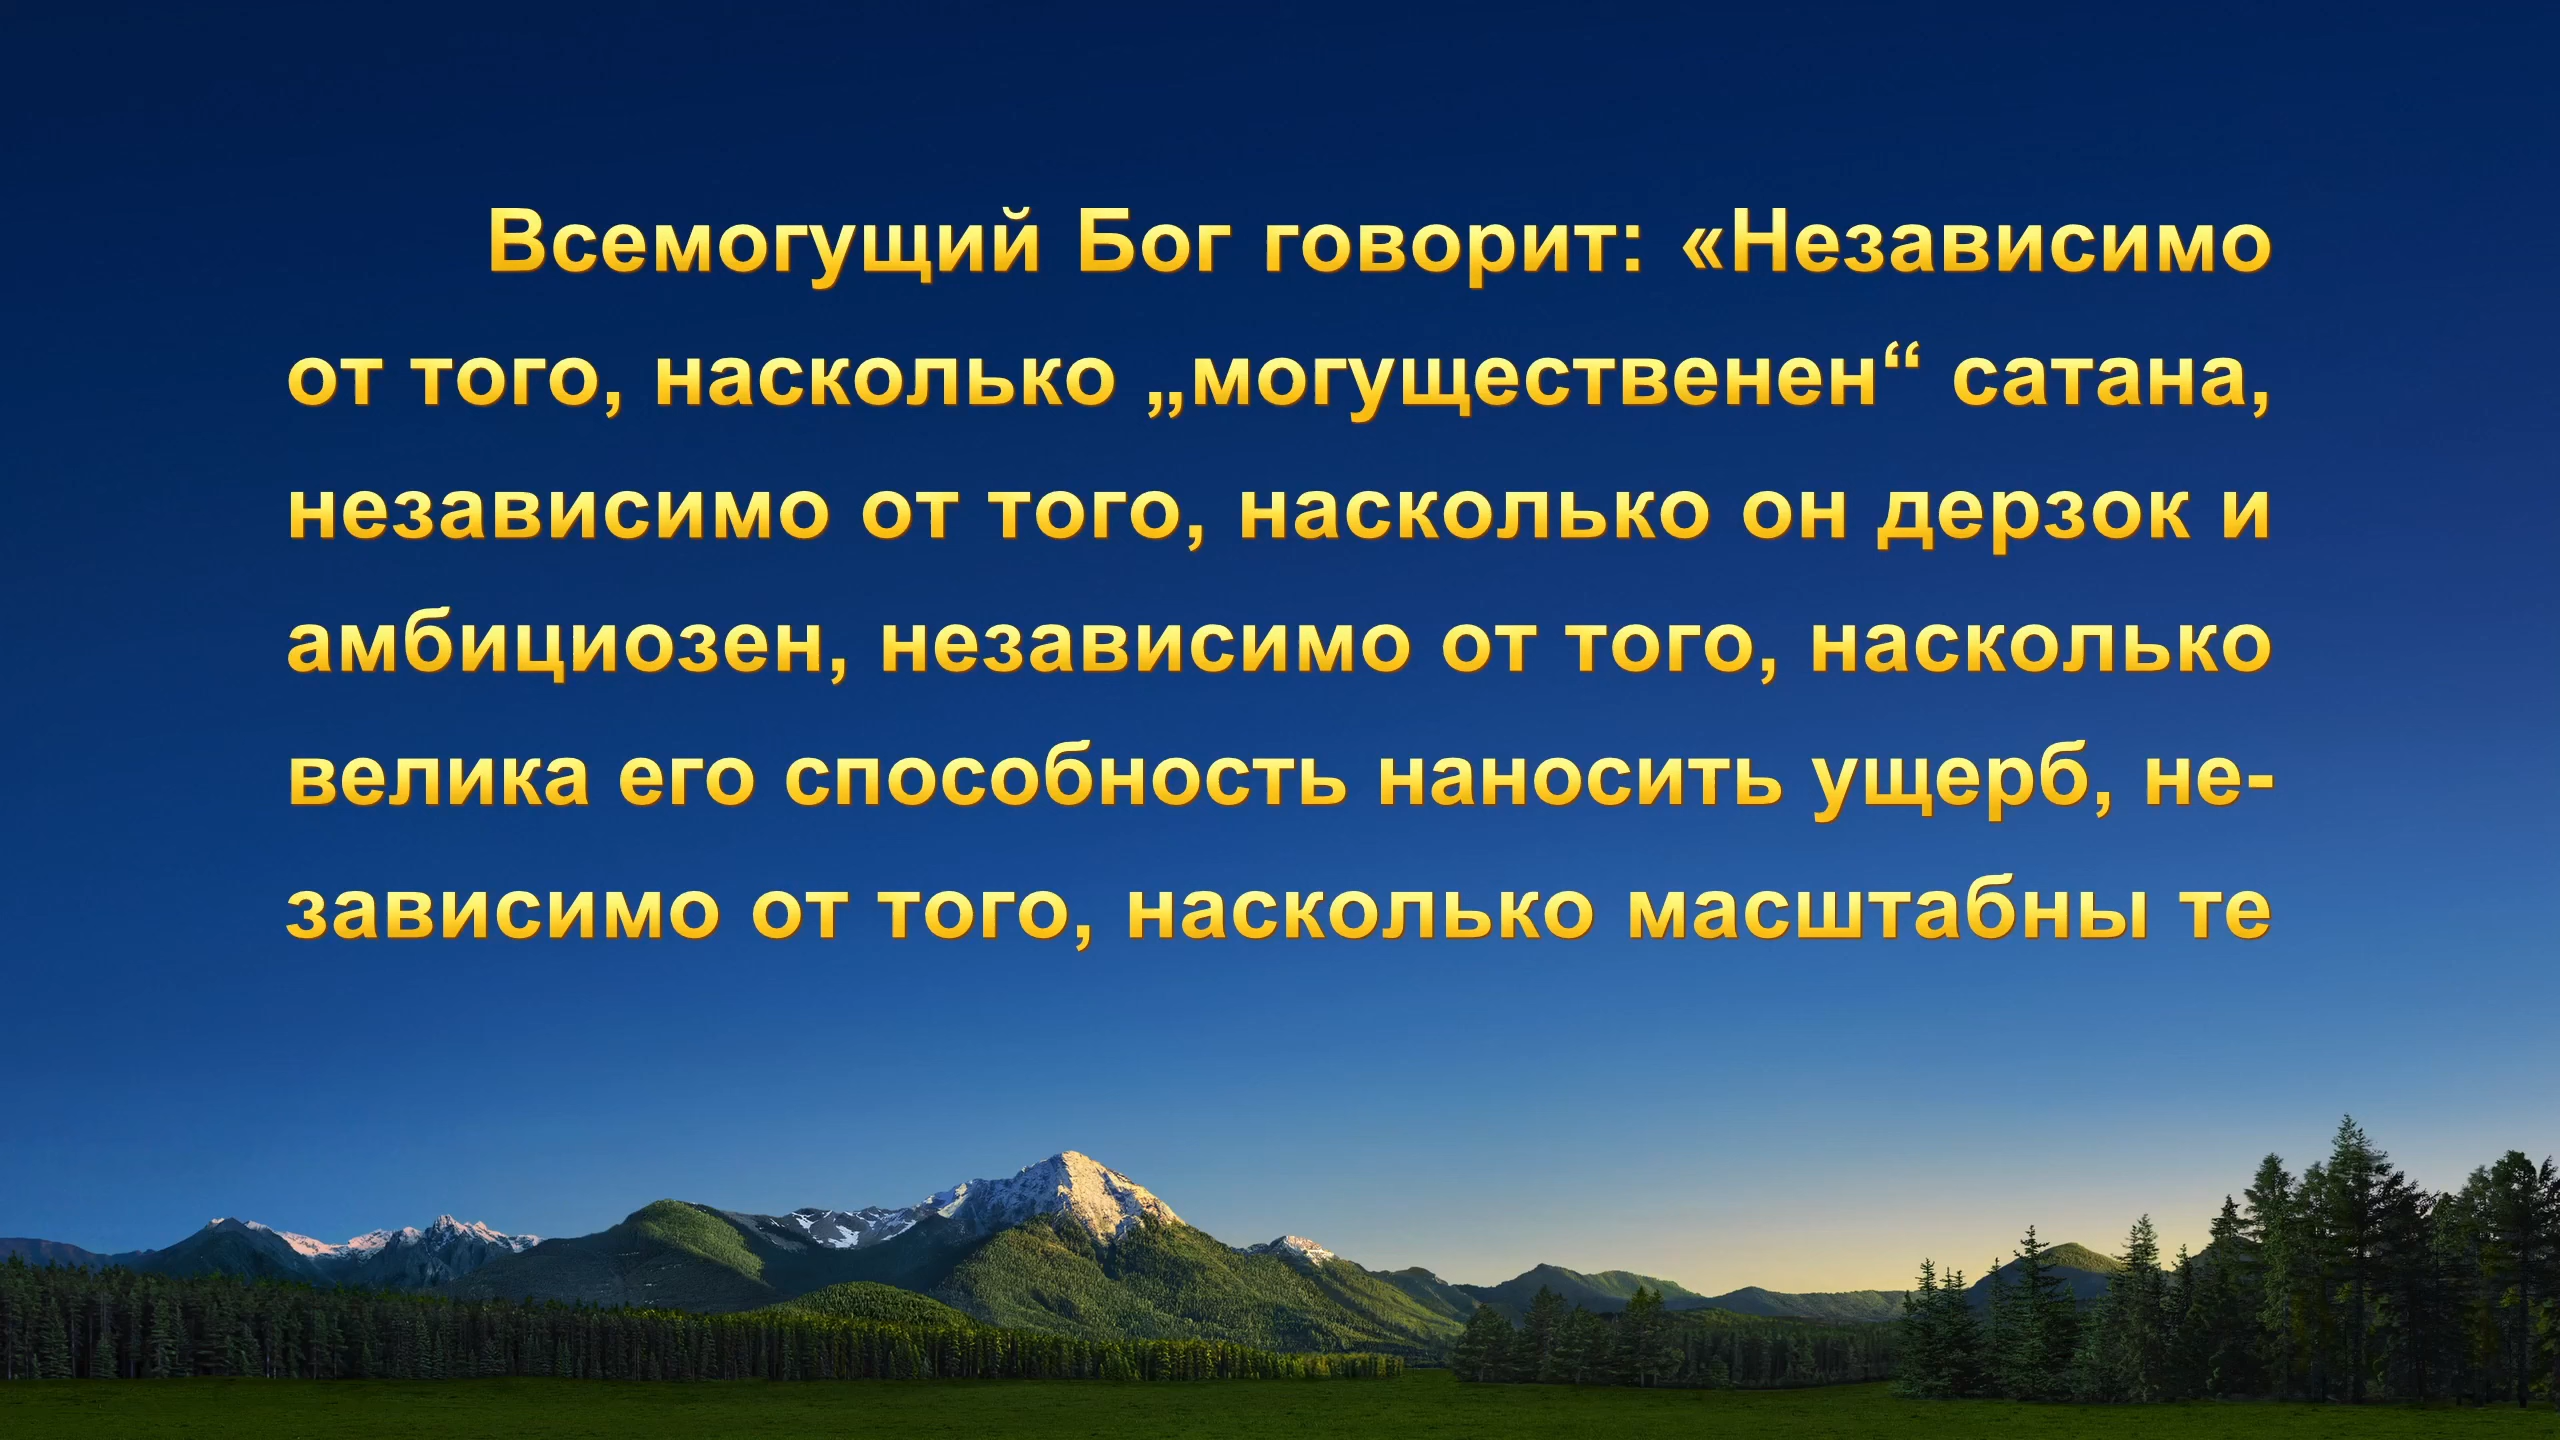 Всемогущий Бог говорит: «Независимо
от того, насколько „могущественен“ сатана,
независимо от того, насколько он дерзок и
амбициозен, независимо от того, насколько
велика его способность наносить ущерб, не-
зависимо от того, насколько масштабны те